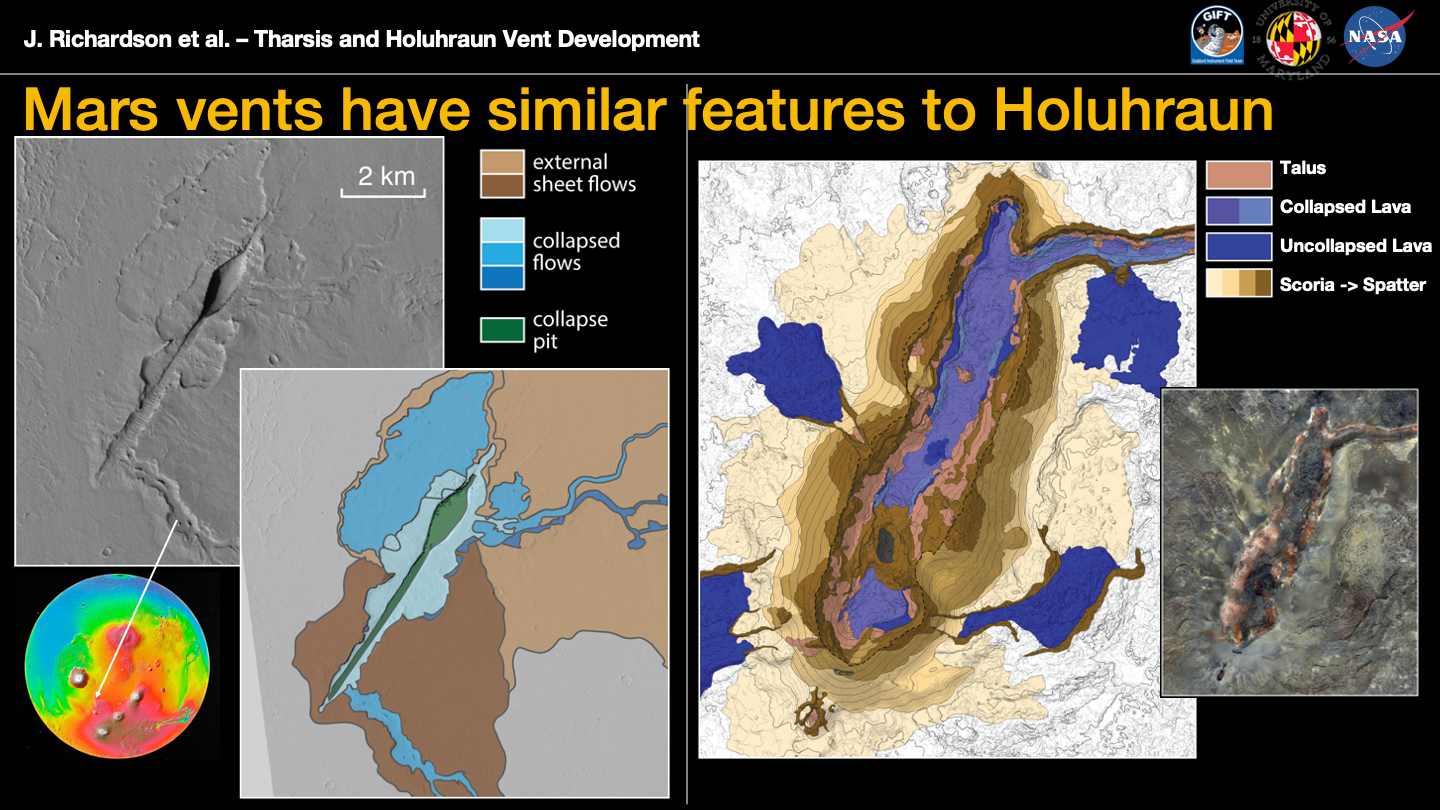 J. Richardson et al. – Tharsis and Holuhraun Vent Development
GIFT
Goddard Instrument Field Team
UNIVERSITY OF
18 56
MARYLAND
NASA
Mars vents have similar features to Holuhraun
2 km
external
sheet flows
collapsed
flows
collapse
pit
Talus
Collapsed Lava
Uncollapsed Lava
Scoria -> Spatter